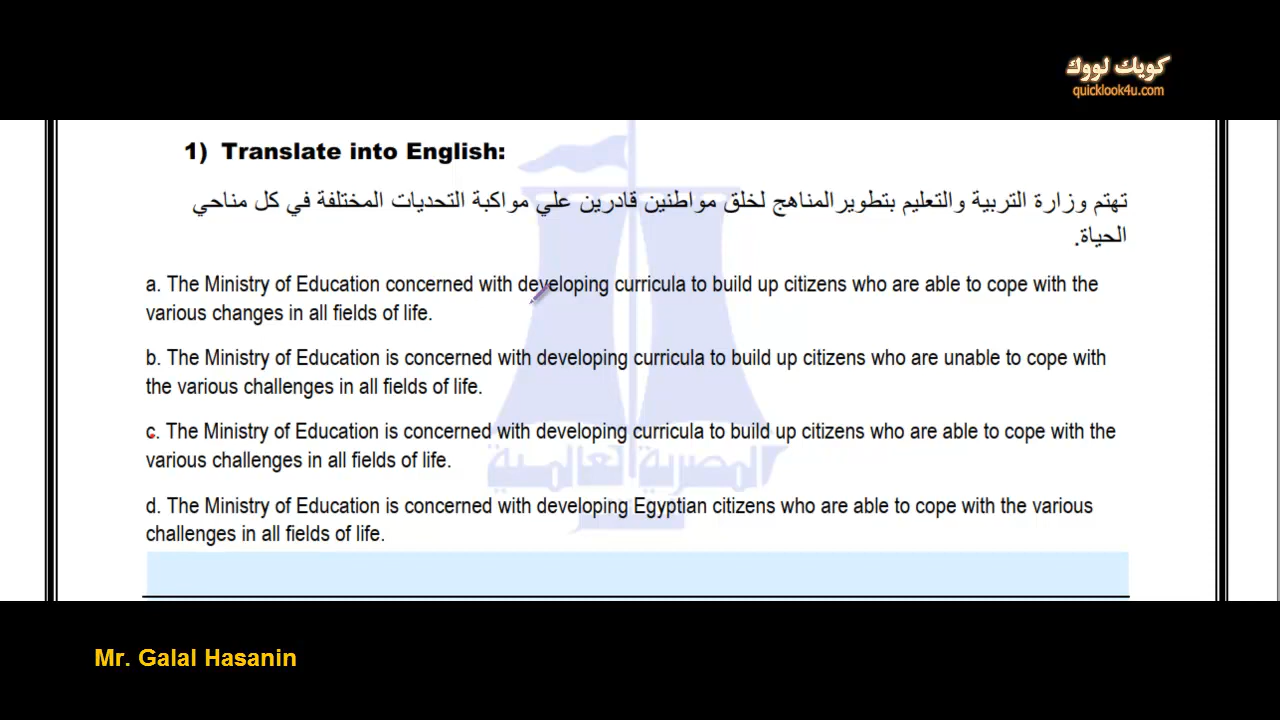 كويك لووك
quicklook4u.com
1) Translate into English:
تهتم وزارة التربية والتعليم بتطويرالمناهج لخلق مواطنين قادرين علي مواكبة التحديات المختلفة في كل مناحي
الحياة.
a. The Ministry of Education concerned with developing curricula to build up citizens who are able to cope with the
various changes in all fields of life.
b. The Ministry of Education is concerned with developing curricula to build up citizens who are unable to cope with
the various challenges in all fields of life.
c. The Ministry of Education is concerned with developing curricula to build up citizens who are able to cope with the
various challenges in all fields of life.
المصرية العالمية
d. The Ministry of Education is concerned with developing Egyptian citizens who are able to cope with the various
challenges in all fields of life.
Mr. Galal Hasanin